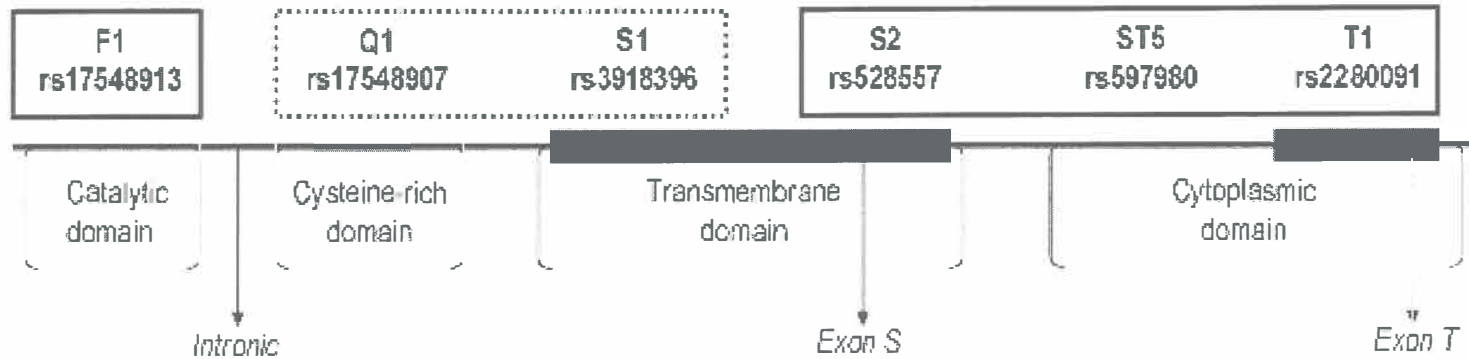 F1 Q1 S1 S2 ST5 T1
rs17548913 rs17548907 rs3918396 rs528557 rs597980 rs2280091
Catalytic Cysteine-rich Transmembrane Cytoplasmic
domain domain domain domain
Intronic Exon S Exon T